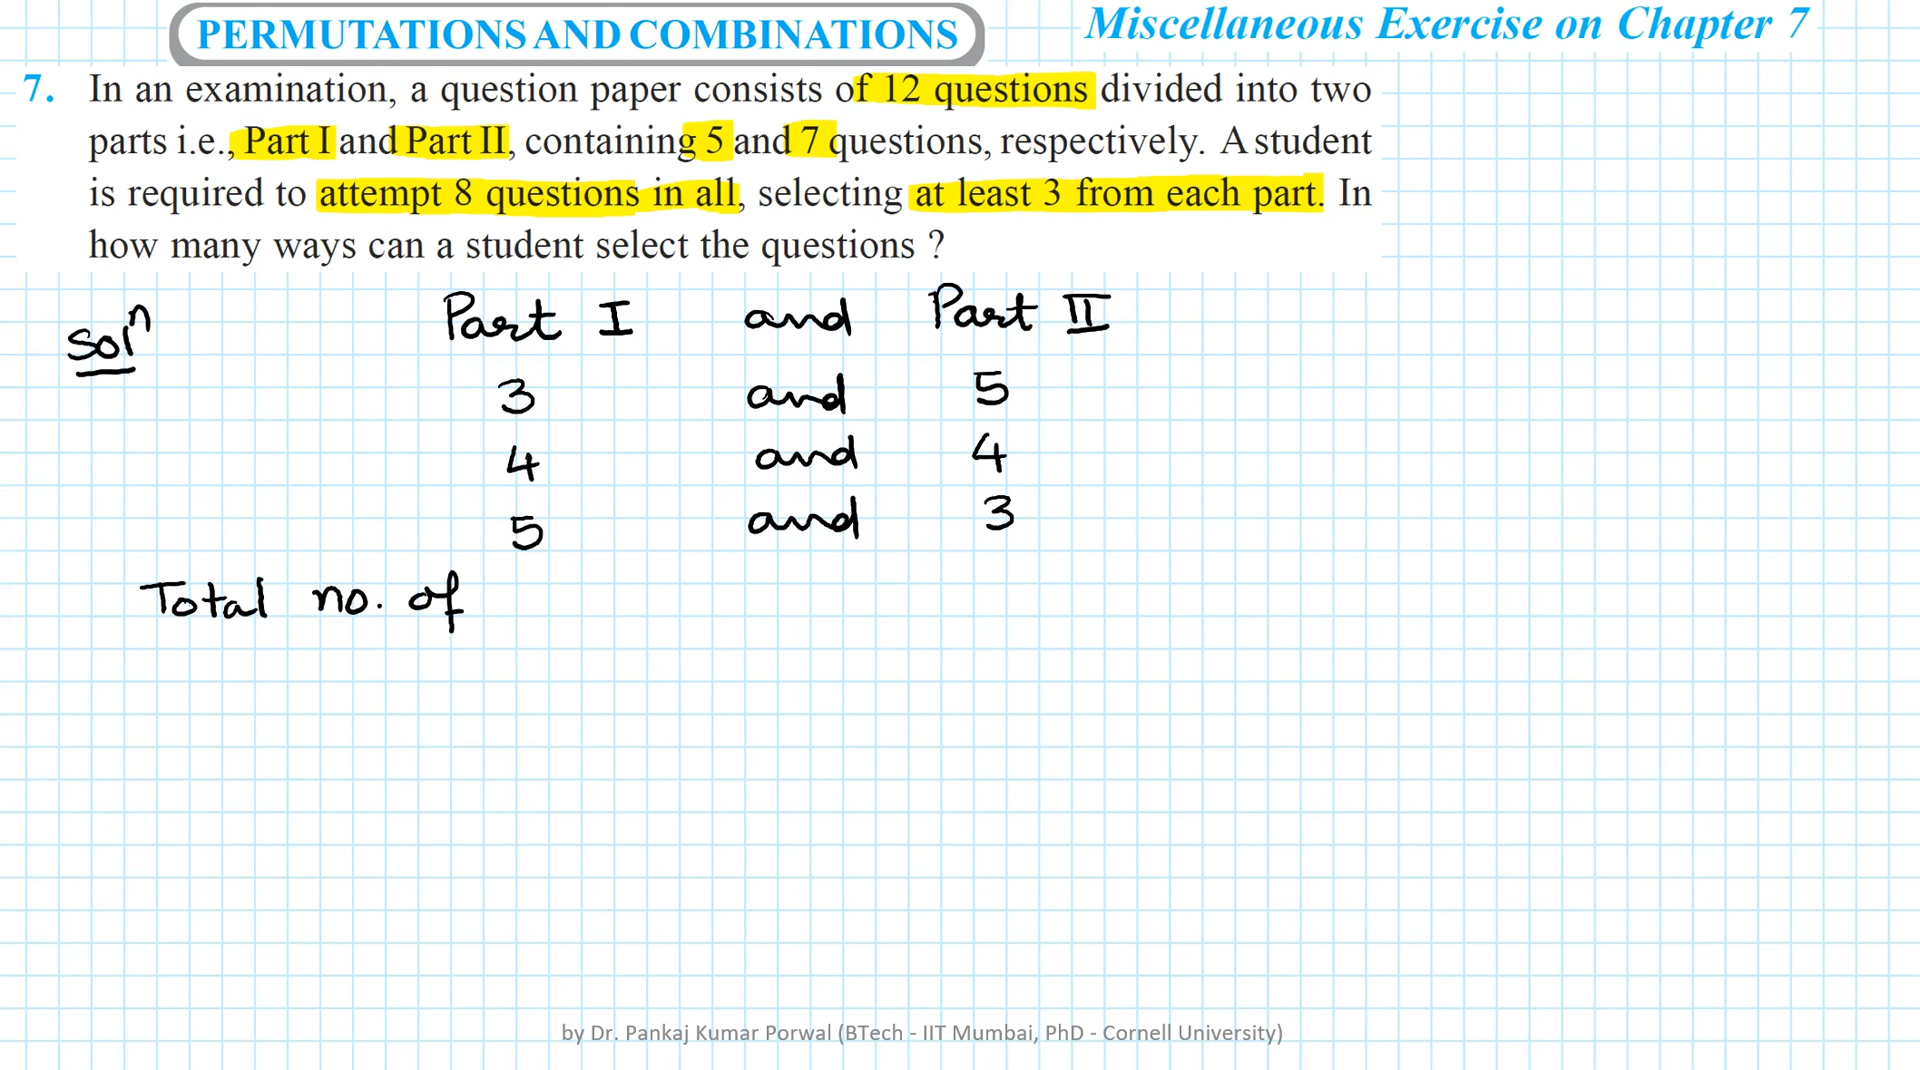 PERMUTATIONS AND COMBINATIONS
Miscellaneous Exercise on Chapter 7
7. In an examination, a question paper consists of 12 questions divided into two
parts i.e., Part I and Part II, containing 5 and 7 questions, respectively. A student
is required to attempt 8 questions in all, selecting at least 3 from each part. In
how many ways can a student select the questions ?
Solⁿ
Part I and Part II
3 and 5
4 and 4
5 and 3
Total no. of
by Dr. Pankaj Kumar Porwal (BTech - IIT Mumbai, PhD - Cornell University)